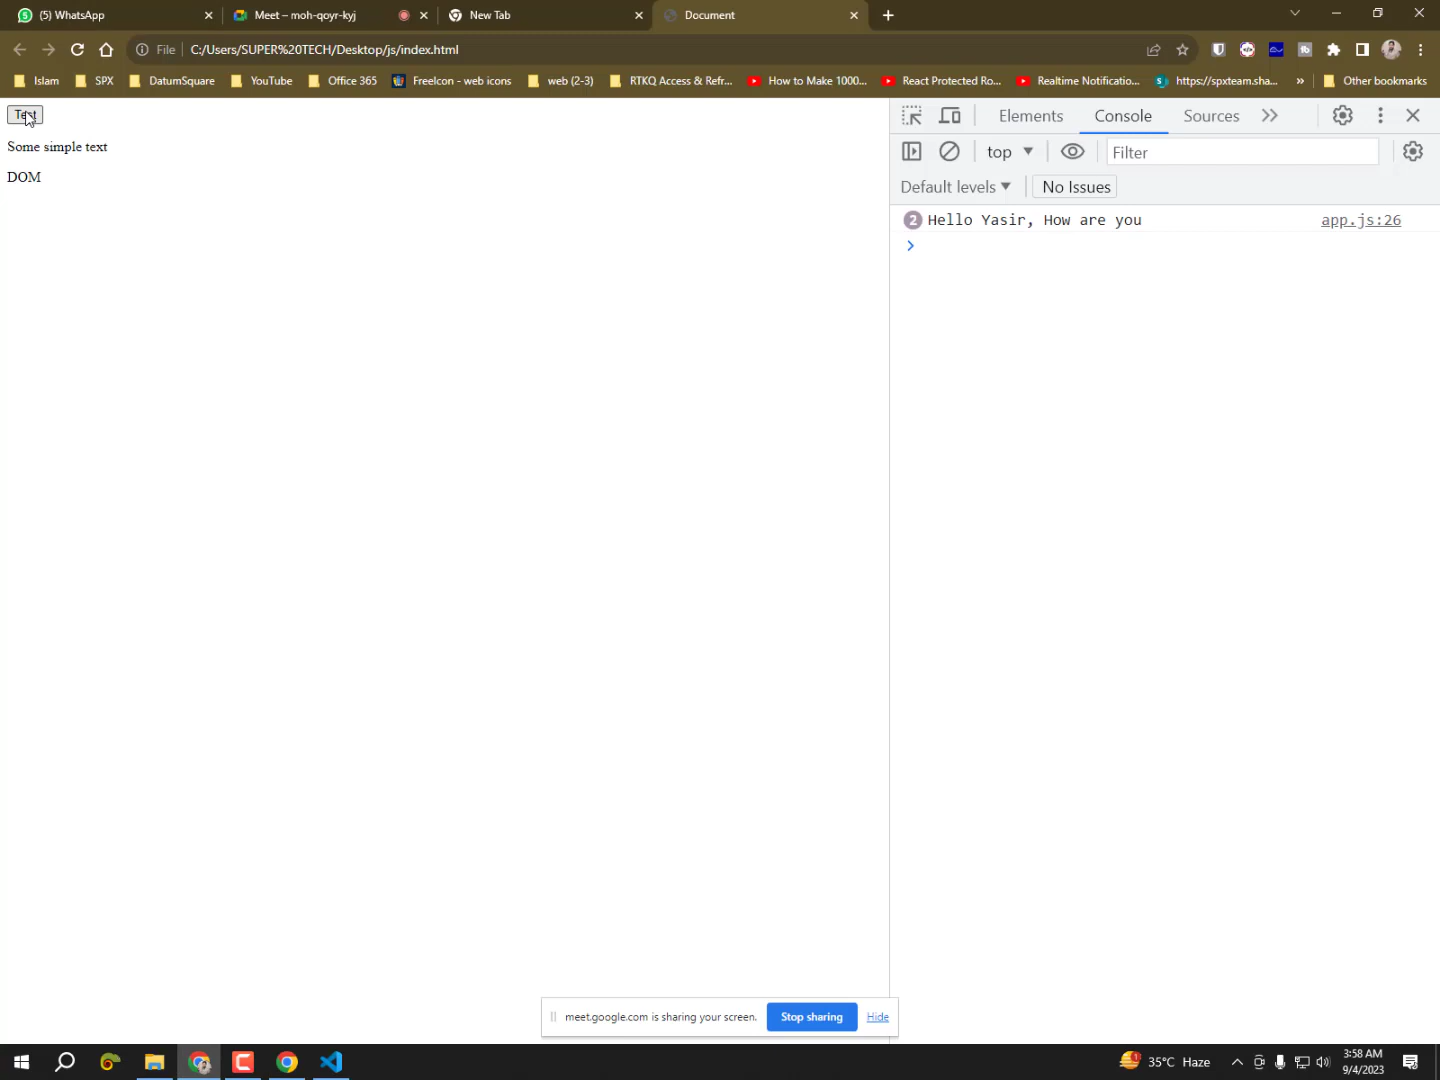 (5) WhatsApp
Meet – moh-qoyr-kyj
New Tab
Document
File
C:/Users/SUPER%20TECH/Desktop/js/index.html
Islam
SPX
DatumSquare
YouTube
Office 365
FreeIcon - web icons
web (2-3)
RTKQ Access & Refr...
How to Make 1000...
React Protected Ro...
Realtime Notificatio...
https://spxteam.sha...
»
Other bookmarks
Some simple text
DOM
Elements
Console
Sources
top
Filter
Default levels
No Issues
2 Hello Yasir, How are you
app.js:26
meet.google.com is sharing your screen.
Stop sharing
Hide
35°C Haze
3:58 AM
9/4/2023